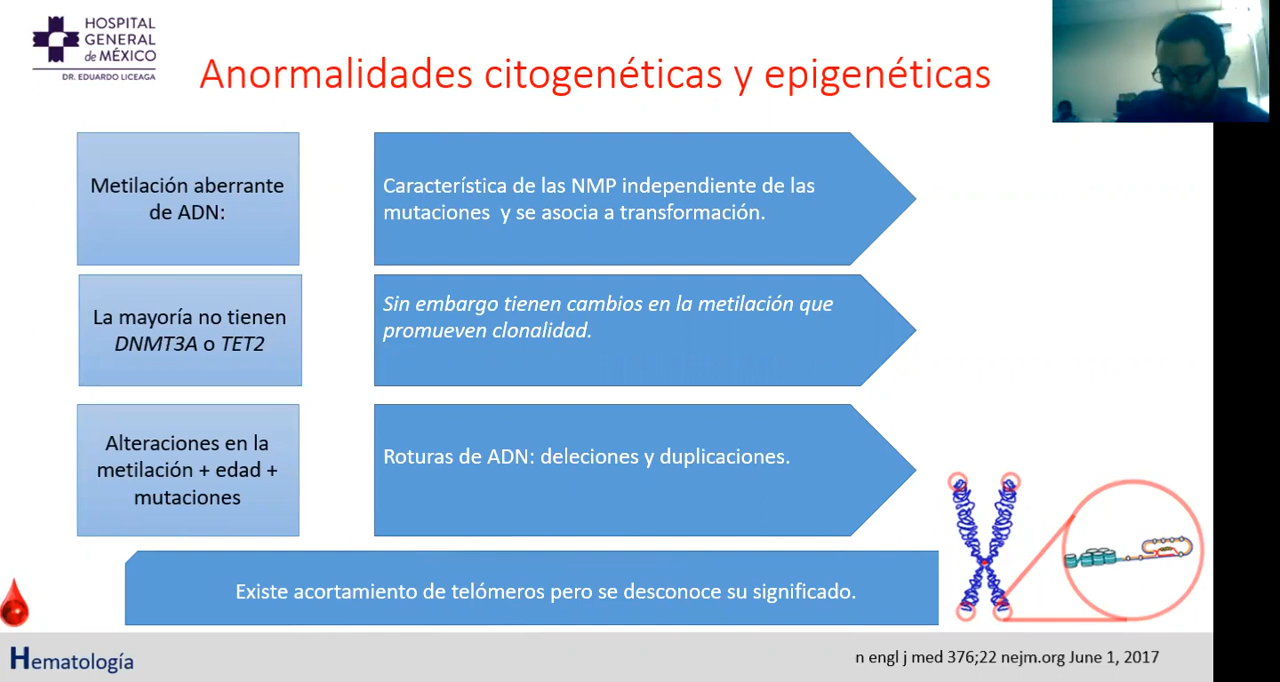 HOSPITAL
GENERAL
de MÉXICO
DR. EDUARDO LICEAGA
Anormalidades citogenéticas y epigenéticas
Metilación aberrante
de ADN:
Característica de las NMP independiente de las
mutaciones y se asocia a transformación.
La mayoría no tienen
DNMT3A o TET2
Sin embargo tienen cambios en la metilación que
promueven clonalidad.
Alteraciones en la
metilación + edad +
mutaciones
Roturas de ADN: deleciones y duplicaciones.
Existe acortamiento de telómeros pero se desconoce su significado.
Hematología
n engl j med 376;22 nejm.org June 1, 2017